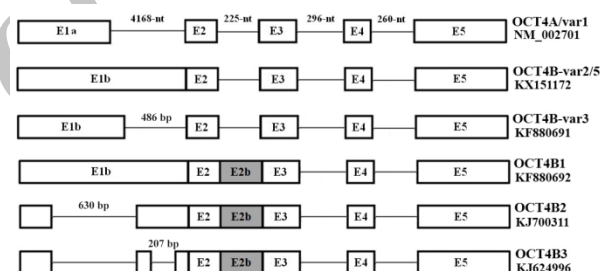 4168-nt 225-nt 296-nt 260-nt OCT4A/var1
E1a E2 E3 E4 E5 NM_002701
OCT4B-var2/5
E1b E2 E3 E4 E5 KX151172
486 bp OCT4B-var3
E1b E2 E3 E4 E5 KF880691
OCT4B1
E1b E2 E2b E3 E4 E5 KF880692
630 bp OCT4B2
E2 E2b E3 E4 E5 KJ700311
207 bp OCT4B3
E2 E2b E3 E4 E5 KJ624996